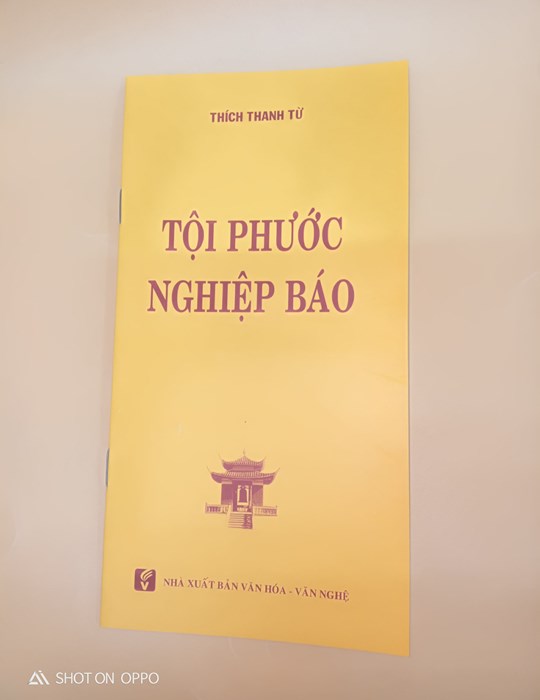 THÍCH THANH TỪ
TỘI PHƯỚC
NGHIỆP BÁO
NHÀ XUẤT BẢN VĂN HÓA - VĂN NGHỆ
SHOT ON OPPO